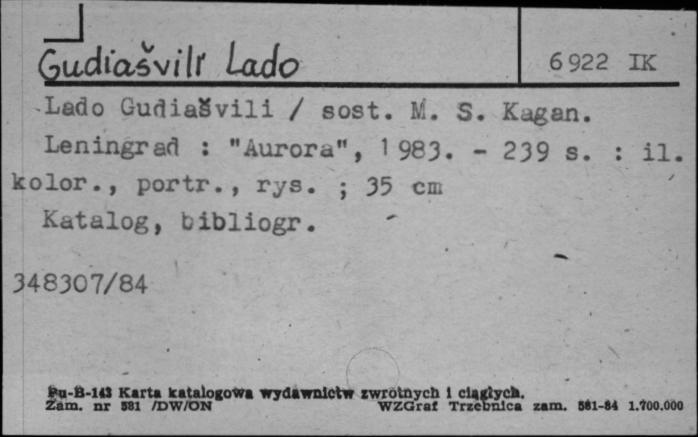 Gudiašvili Lado
6922 IK
Lado Gudiašvili / sost. M. S. Kagan.
Leningrad : "Aurora", 1983. - 239 s. : il.
kolor., portr., rys. ; 35 cm
Katalog, bibliogr.
348307/84
Pu-B-143 Karta katalogowa wydawnictw zwrotnych i ciągłych.
Zam. nr 581 /DW/ON WZGraf Trzebnica zam. 581-84 1.700.000